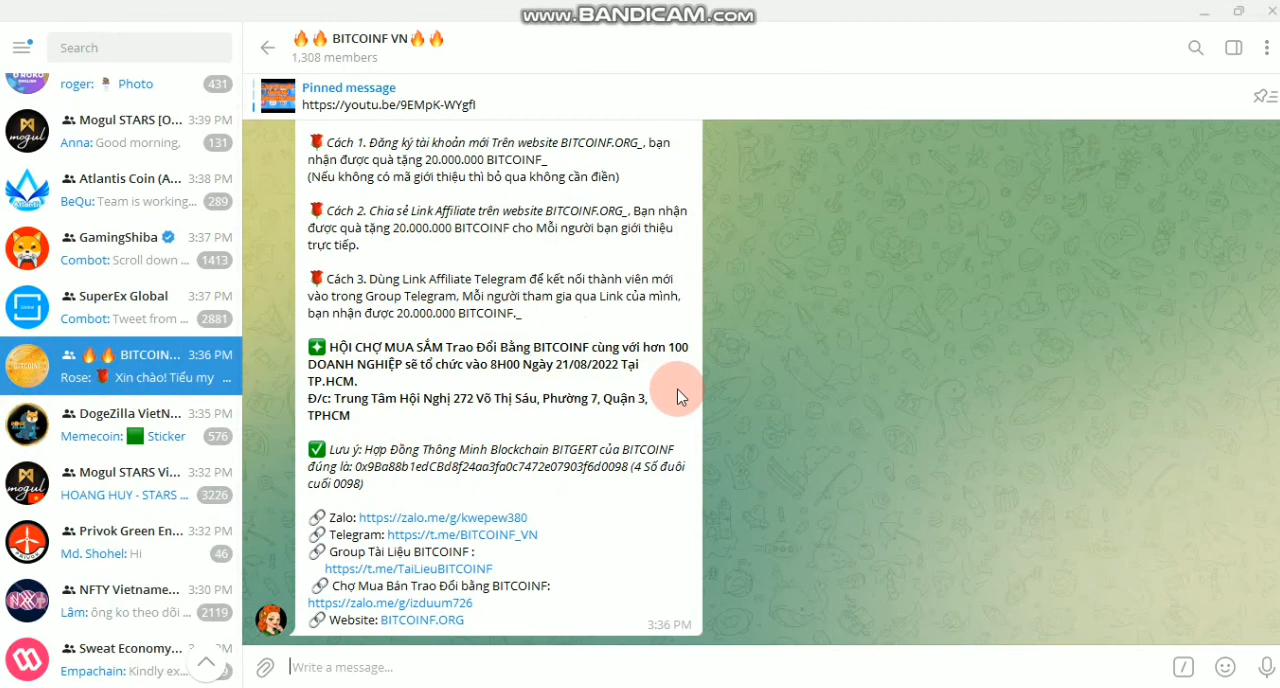 www.BANDICAM.com
Search
roger: Photo
431
Mogul STARS [O...
3:39 PM
Anna: Good morning,
131
Atlantis Coin (A...
3:38 PM
BeQu: Team is working...
289
GamingShiba
3:37 PM
Combot: Scroll down ...
1413
SuperEx Global
3:37 PM
Combot: Tweet from ...
2881
🔥🔥 BITCOIN...
3:36 PM
Rose: 🌹 Xin chào! Tiểu my ...
DogeZilla VietN...
3:35 PM
Memecoin: 🟩 Sticker
576
Mogul STARS Vi...
3:32 PM
HOANG HUY - STARS ...
3226
Privok Green En...
3:32 PM
Md. Shohel: Hi
46
NFTY Vietname...
3:30 PM
Lâm: ông ko theo dõi ...
2119
Sweat Economy...
Empachain: Kindly ex...
🔥🔥 BITCOINF VN🔥🔥
1,308 members
Pinned message
https://youtu.be/9EMpK-WYgfI
🌹 Cách 1. Đăng ký tài khoản mới Trên website BITCOINF.ORG_, bạn
nhận được quà tặng 20.000.000 BITCOINF_
(Nếu không có mã giới thiệu thì bỏ qua không cần điền)
🌹 Cách 2. Chia sẻ Link Affiliate trên website BITCOINF.ORG_, Bạn nhận
được quà tặng 20.000.000 BITCOINF cho Mỗi người bạn giới thiệu
trực tiếp.
🌹 Cách 3. Dùng Link Affiliate Telegram để kết nối thành viên mới
vào trong Group Telegram, Mỗi người tham gia qua Link của mình,
bạn nhận được 20.000.000 BITCOINF._
❇️ HỘI CHỢ MUA SẮM Trao Đổi Bằng BITCOINF cùng với hơn 100
DOANH NGHIỆP sẽ tổ chức vào 8H00 Ngày 21/08/2022 Tại
TP.HCM.
Đ/c: Trung Tâm Hội Nghị 272 Võ Thị Sáu, Phường 7, Quận 3,
TPHCM
✅ Lưu ý: Hợp Đồng Thông Minh Blockchain BITGERT của BITCOINF
đúng là: 0x9Ba88b1edCBd8f24aa3fa0c7472e07903f6d0098 (4 Số đuôi
cuối 0098)
🔗 Zalo: https://zalo.me/g/kwepew380
🔗 Telegram: https://t.me/BITCOINF_VN
🔗 Group Tài Liệu BITCOINF :
https://t.me/TaiLieuBITCOINF
🔗 Chợ Mua Bán Trao Đổi bằng BITCOINF:
https://zalo.me/g/izduum726
🔗 Website: BITCOINF.ORG
3:36 PM
Write a message...